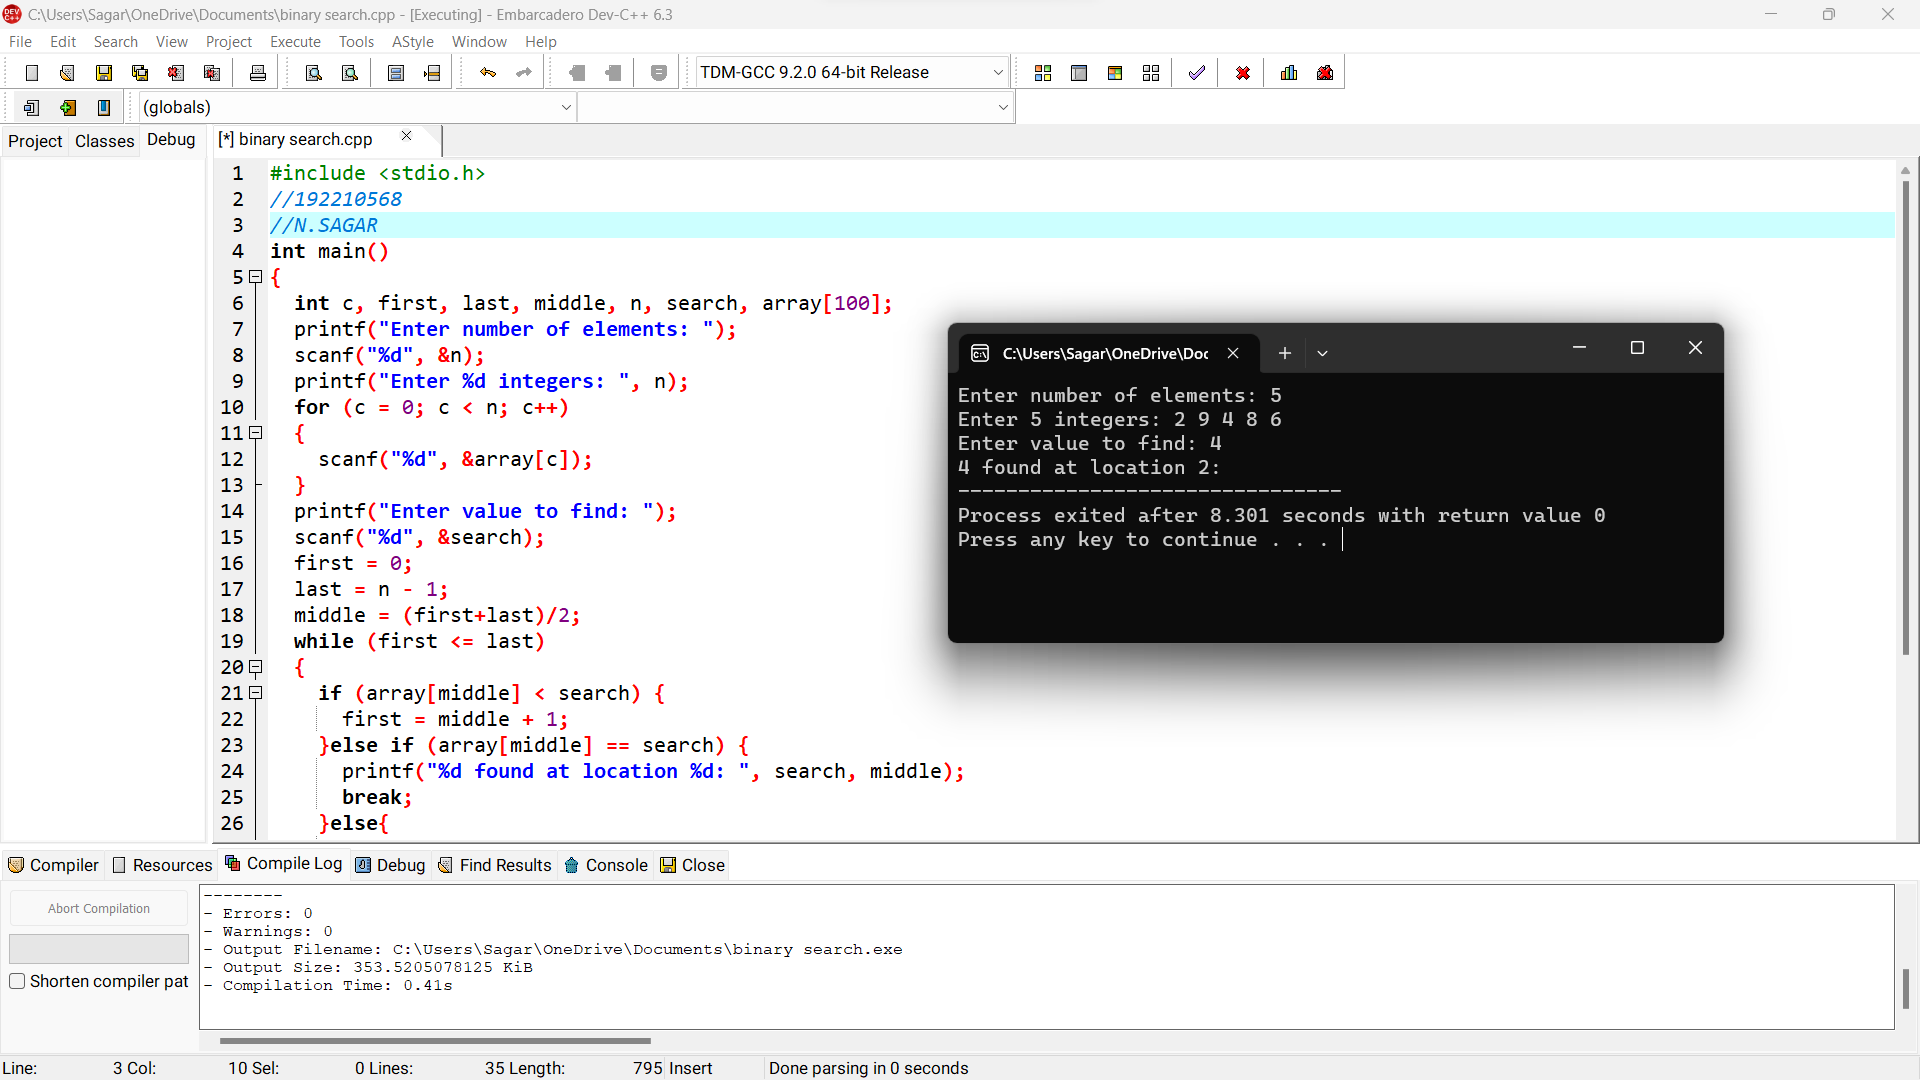 C:\Users\Sagar\OneDrive\Documents\binary search.cpp - [Executing] - Embarcadero Dev-C++ 6.3
File Edit Search View Project Execute Tools AStyle Window Help
TDM-GCC 9.2.0 64-bit Release
(globals)
Project Classes Debug
[*] binary search.cpp
1 #include <stdio.h>
2 //192210568
3 //N.SAGAR
4 int main()
5 {
6 int c, first, last, middle, n, search, array[100];
7 printf("Enter number of elements: ");
8 scanf("%d", &n);
9 printf("Enter %d integers: ", n);
10 for (c = 0; c < n; c++)
11 {
12 scanf("%d", &array[c]);
13 }
14 printf("Enter value to find: ");
15 scanf("%d", &search);
16 first = 0;
17 last = n - 1;
18 middle = (first+last)/2;
19 while (first <= last)
20 {
21 if (array[middle] < search) {
22 first = middle + 1;
23 }else if (array[middle] == search) {
24 printf("%d found at location %d: ", search, middle);
25 break;
26 }else{
C:\Users\Sagar\OneDrive\Doc
Enter number of elements: 5
Enter 5 integers: 2 9 4 8 6
Enter value to find: 4
4 found at location 2:
--------------------------------
Process exited after 8.301 seconds with return value 0
Press any key to continue . . .
Compiler Resources Compile Log Debug Find Results Console Close
Abort Compilation
Shorten compiler pat
--------
- Errors: 0
- Warnings: 0
- Output Filename: C:\Users\Sagar\OneDrive\Documents\binary search.exe
- Output Size: 353.5205078125 KiB
- Compilation Time: 0.41s
Line: 3 Col: 10 Sel: 0 Lines: 35 Length: 795 Insert Done parsing in 0 seconds